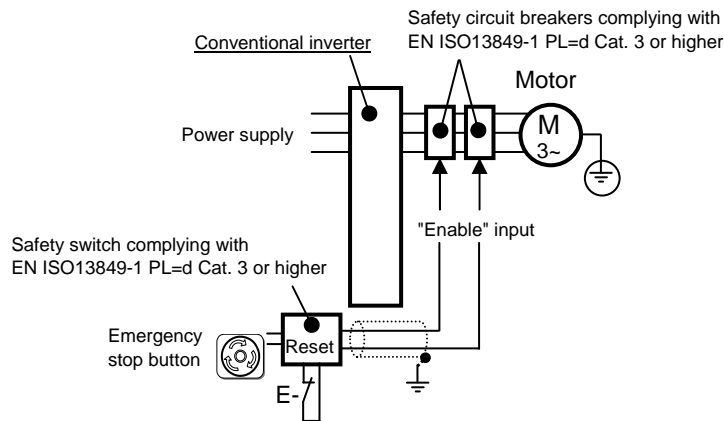 Safety circuit breakers complying with
EN ISO13849-1 PL=d Cat. 3 or higher
Conventional inverter
Motor
Power supply
M
3~
"Enable" input
Safety switch complying with
EN ISO13849-1 PL=d Cat. 3 or higher
Emergency
stop button
Reset
E-